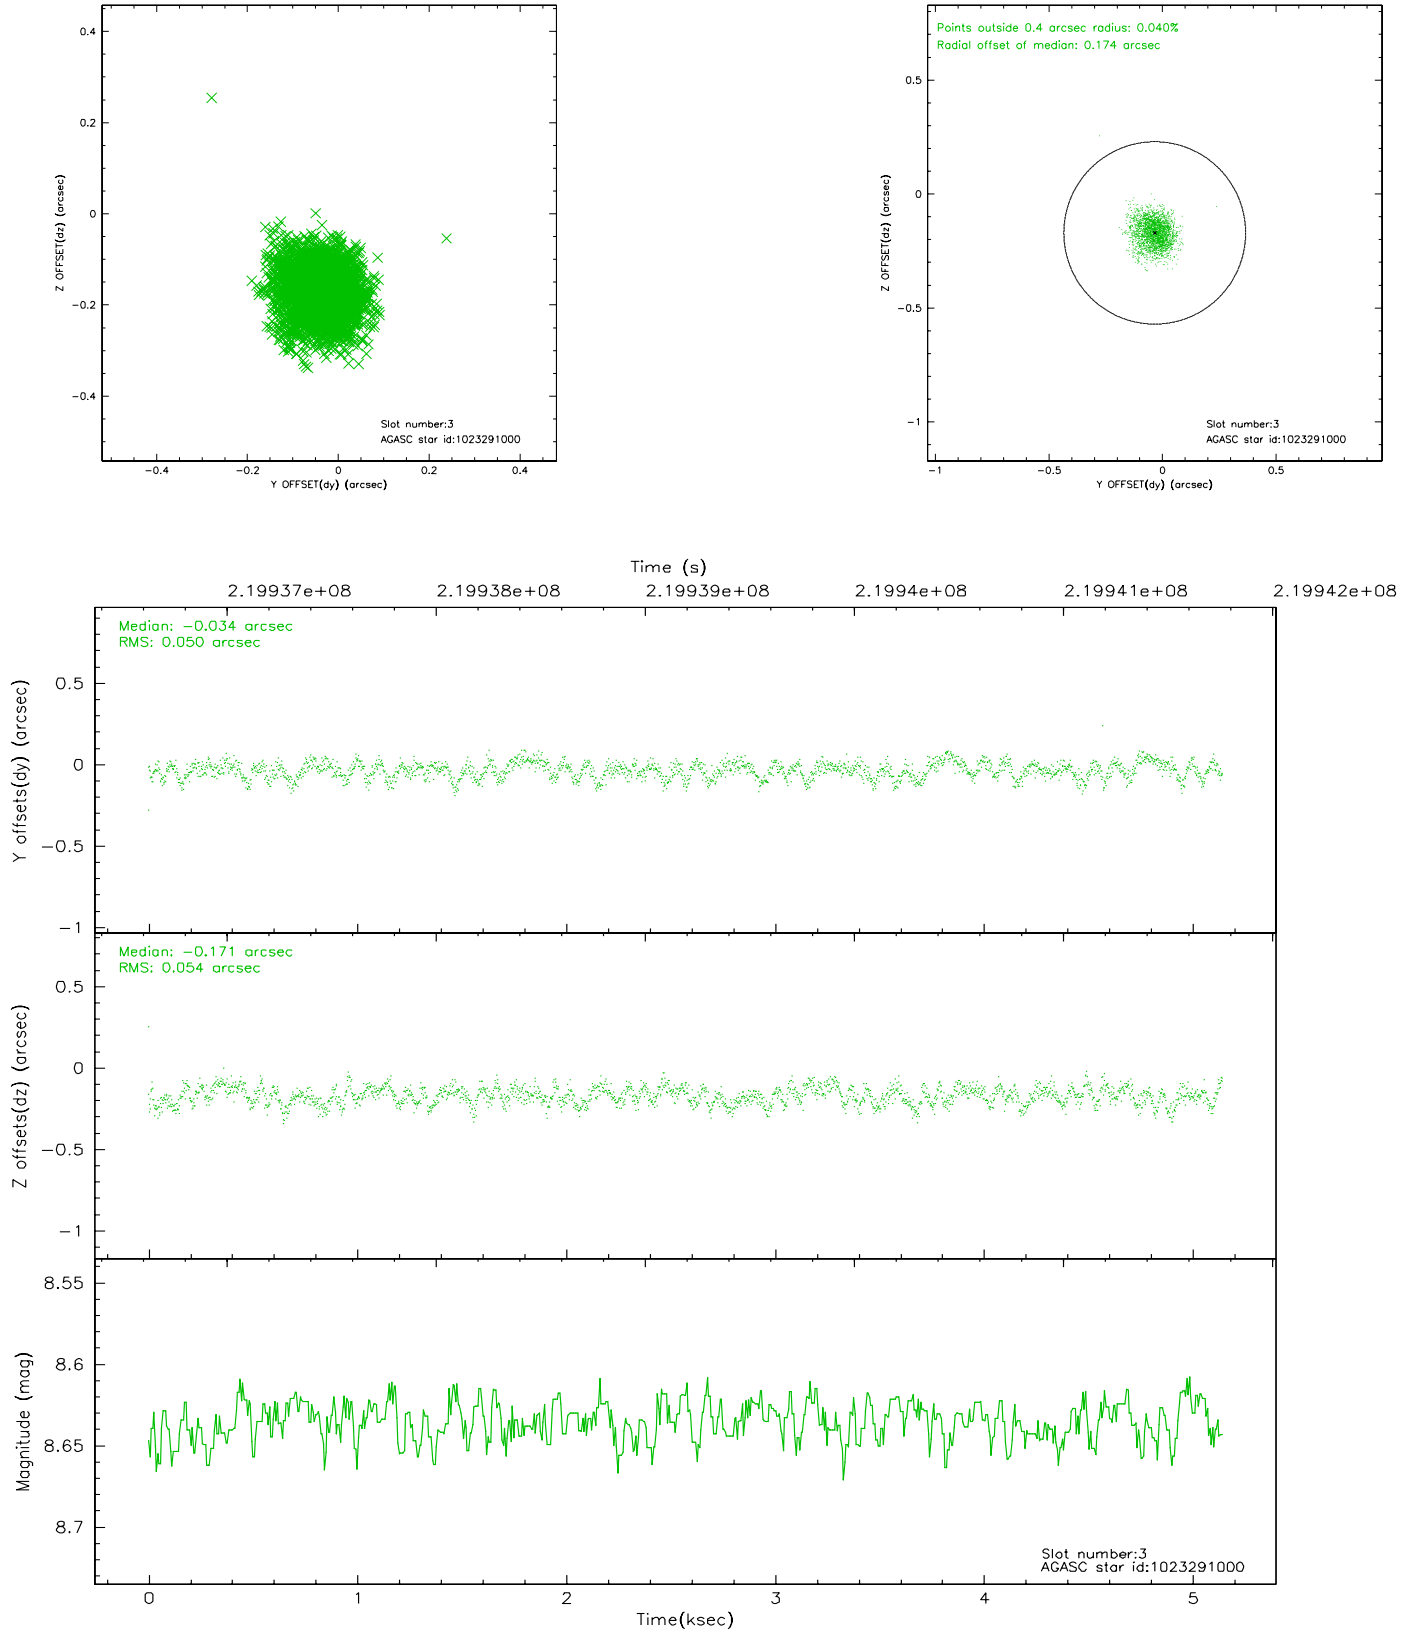 0.4
0.2
0
−0.2
−0.4
Z OFFSET(dz) (arcsec)
−0.4 −0.2 0 0.2 0.4
Y OFFSET(dy) (arcsec)
Slot number:3
AGASC star id:1023291000
Points outside 0.4 arcsec radius: 0.040%
Radial offset of median: 0.174 arcsec
0.5
0
−0.5
−1
Z OFFSET(dz) (arcsec)
−1 −0.5 0 0.5
Y OFFSET(dy) (arcsec)
Slot number:3
AGASC star id:1023291000
Time (s)
2.19937e+08 2.19938e+08 2.19939e+08 2.1994e+08 2.19941e+08 2.19942e+08
Median: −0.034 arcsec
RMS: 0.050 arcsec
0.5
0
−0.5
−1
Y offsets(dy) (arcsec)
Median: −0.171 arcsec
RMS: 0.054 arcsec
0.5
0
−0.5
−1
Z offsets(dz) (arcsec)
8.55
8.6
8.65
8.7
Magnitude (mag)
Slot number:3
AGASC star id:1023291000
0 1 2 3 4 5
Time(ksec)